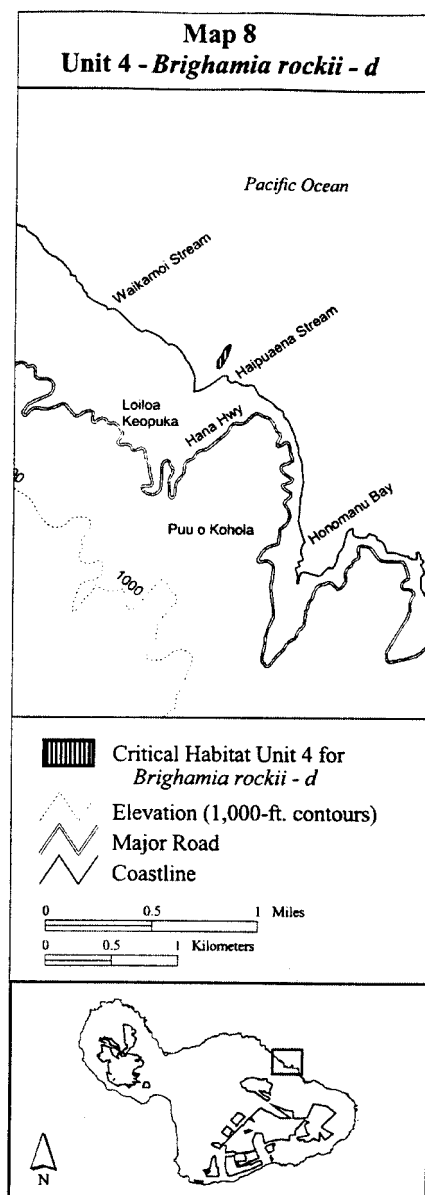 Map 8
Unit 4 - Brighamia rockii - d
Pacific Ocean
Waikamoi Stream
Haipuaena Stream
Loiloa
Keopuka
Hana Hwy
Honomanu Bay
Puu o Kohola
1000
Critical Habitat Unit 4 for
Brighamia rockii - d
Elevation (1,000-ft. contours)
Major Road
Coastline
0 0.5 1 Miles
0 0.5 1 Kilometers
N